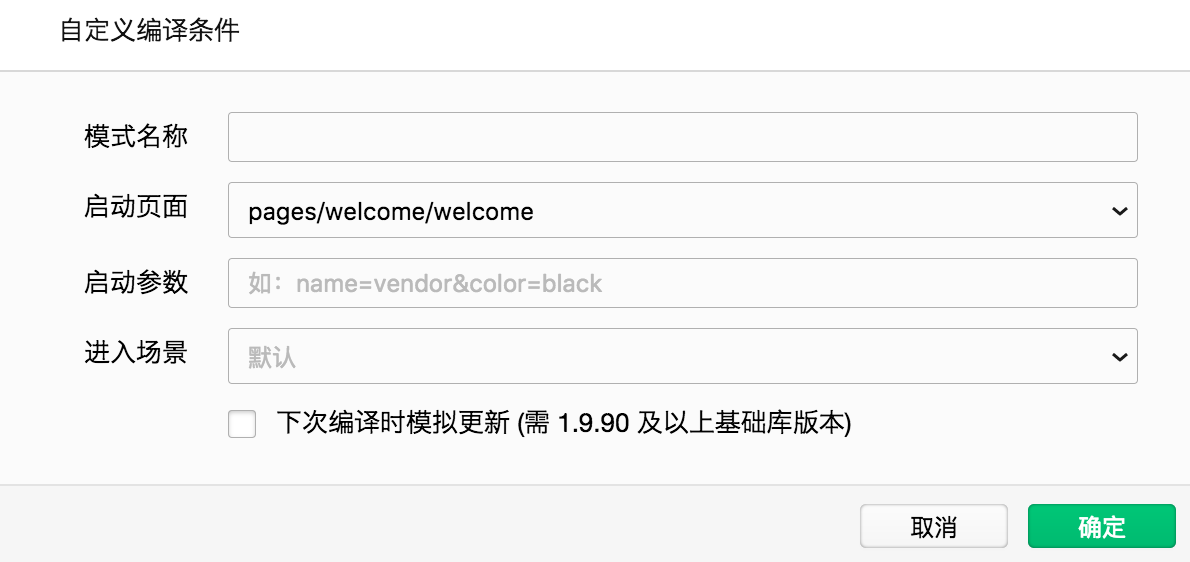 自定义编译条件
模式名称
启动页面 pages/welcome/welcome
启动参数 如：name=vendor&color=black
进入场景 默认
下次编译时模拟更新 (需 1.9.90 及以上基础库版本)
取消 确定